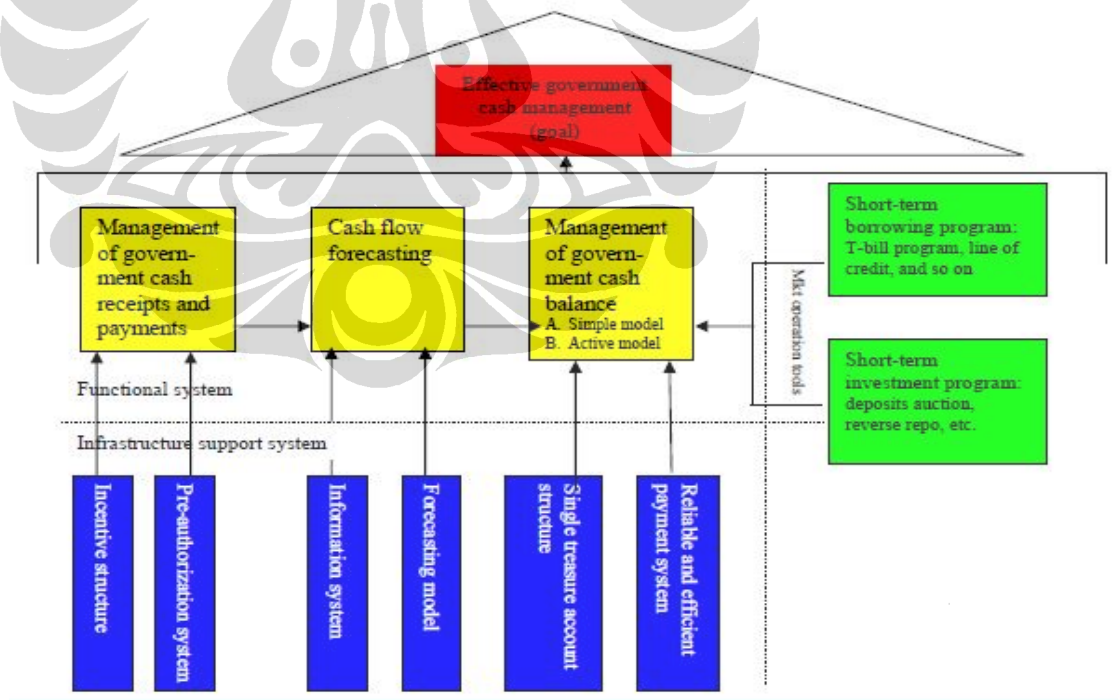 Effective government
cash management
(goal)
Management
of govern-
ment cash
receipts and
payments
Cash flow
forecasting
Management
of govern-
ment cash
balance
A. Simple model
B. Active model
Mkt operation tools
Short-term
borrowing program:
T-bill program, line of
credit, and so on
Short-term
investment program:
deposits auction,
reverse repo, etc.
Functional system
Infrastructure support system
Incentive structure
Pre-authorization system
Information system
Forecasting model
Single treasure account
structure
Reliable and efficient
payment system